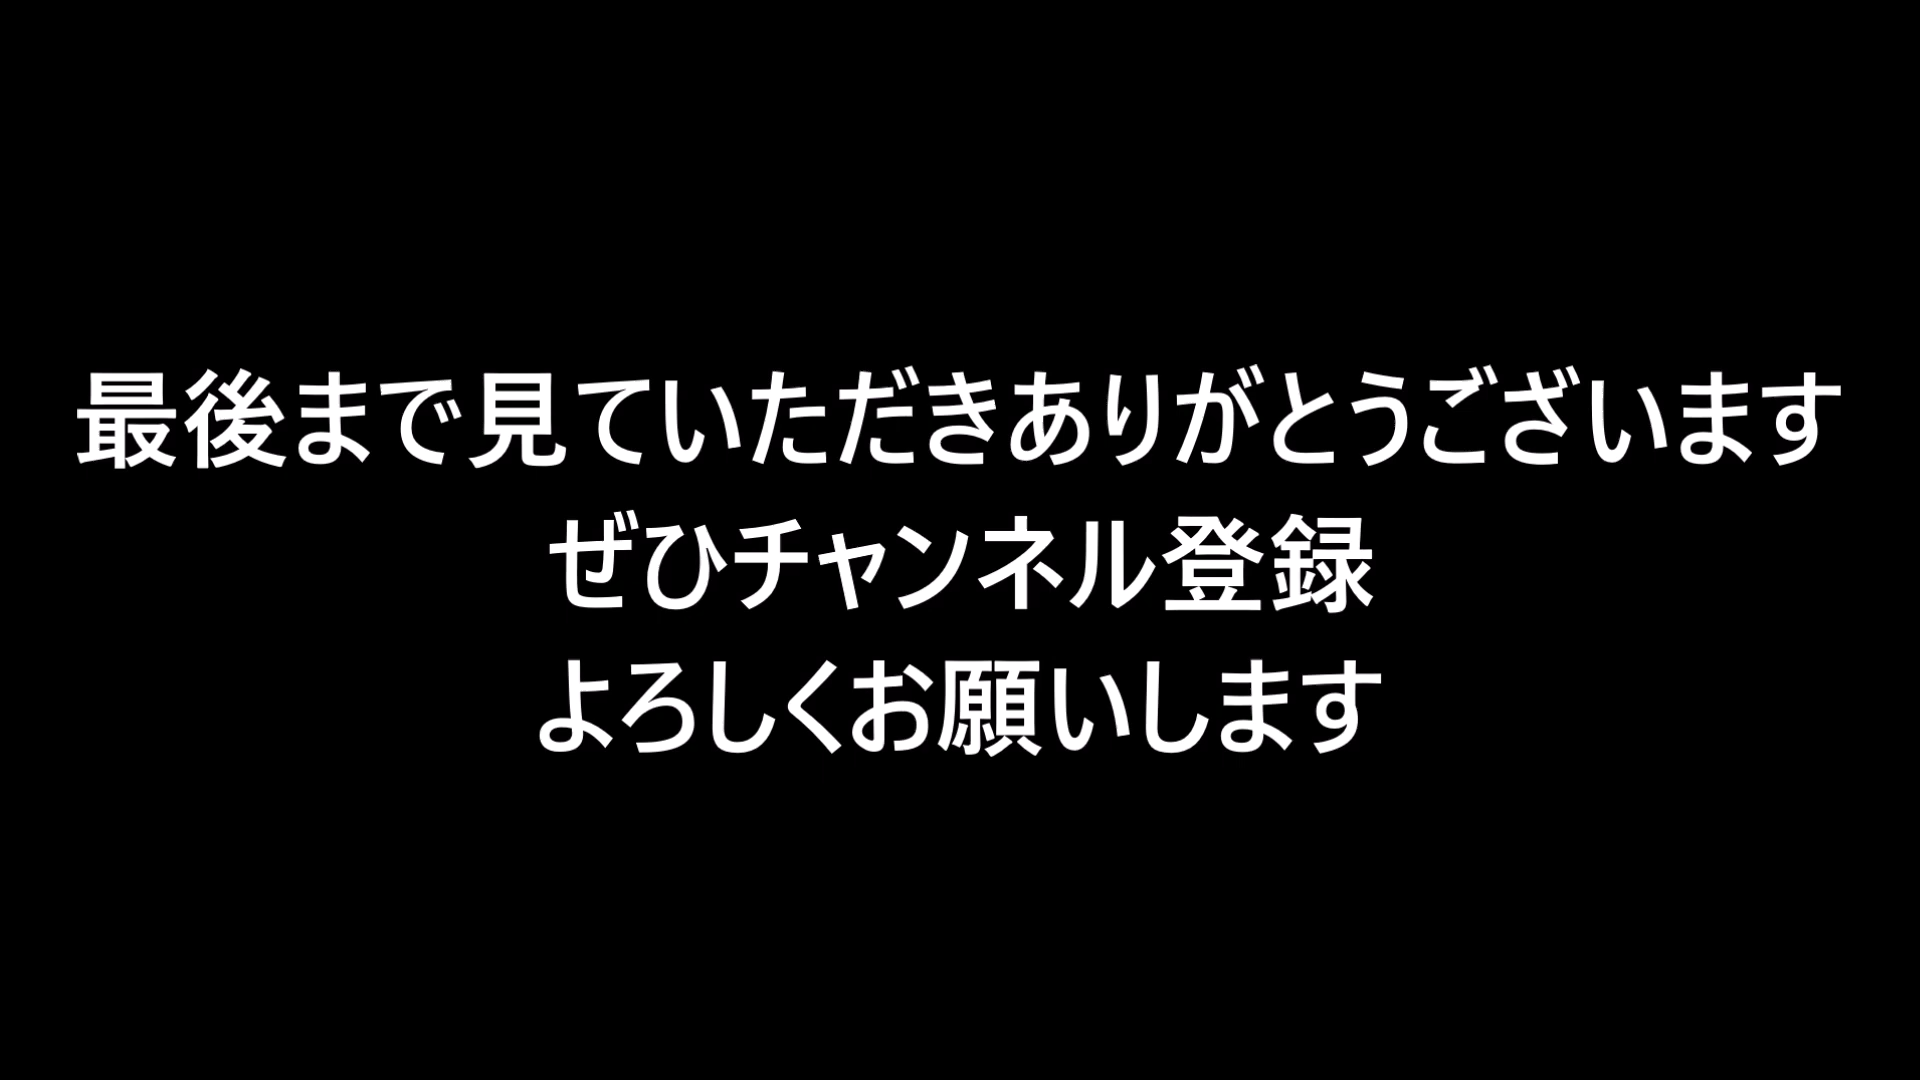 最後まで見ていただきありがとうございます
ぜひチャンネル登録
よろしくお願いします